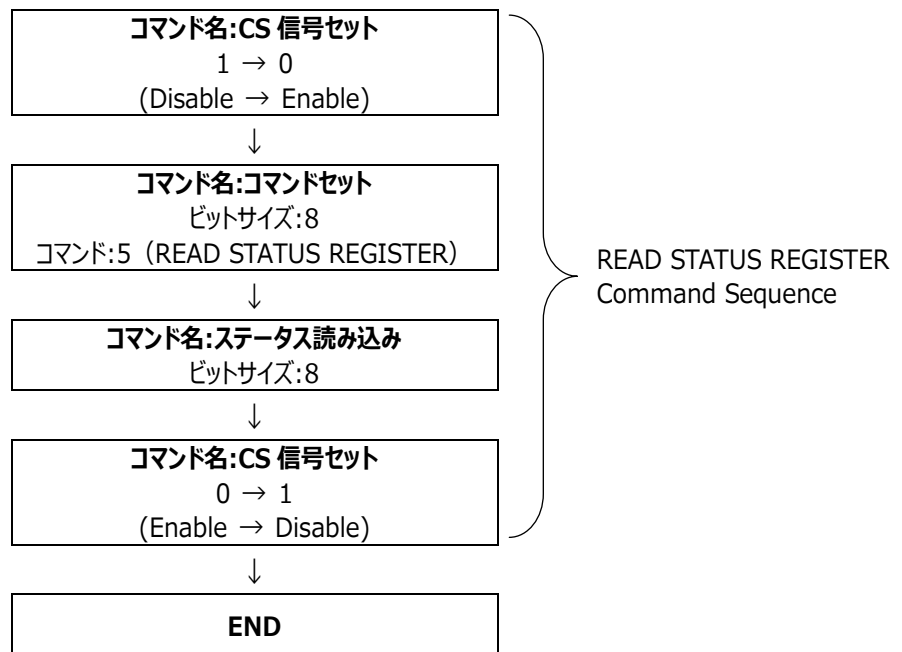 コマンド名:CS 信号セット
1 → 0
(Disable → Enable)
↓
コマンド名:コマンドセット
ビットサイズ:8
コマンド:5（READ STATUS REGISTER）
↓
コマンド名:ステータス読み込み
ビットサイズ:8
↓
コマンド名:CS 信号セット
0 → 1
(Enable → Disable)
↓
END
READ STATUS REGISTER
Command Sequence